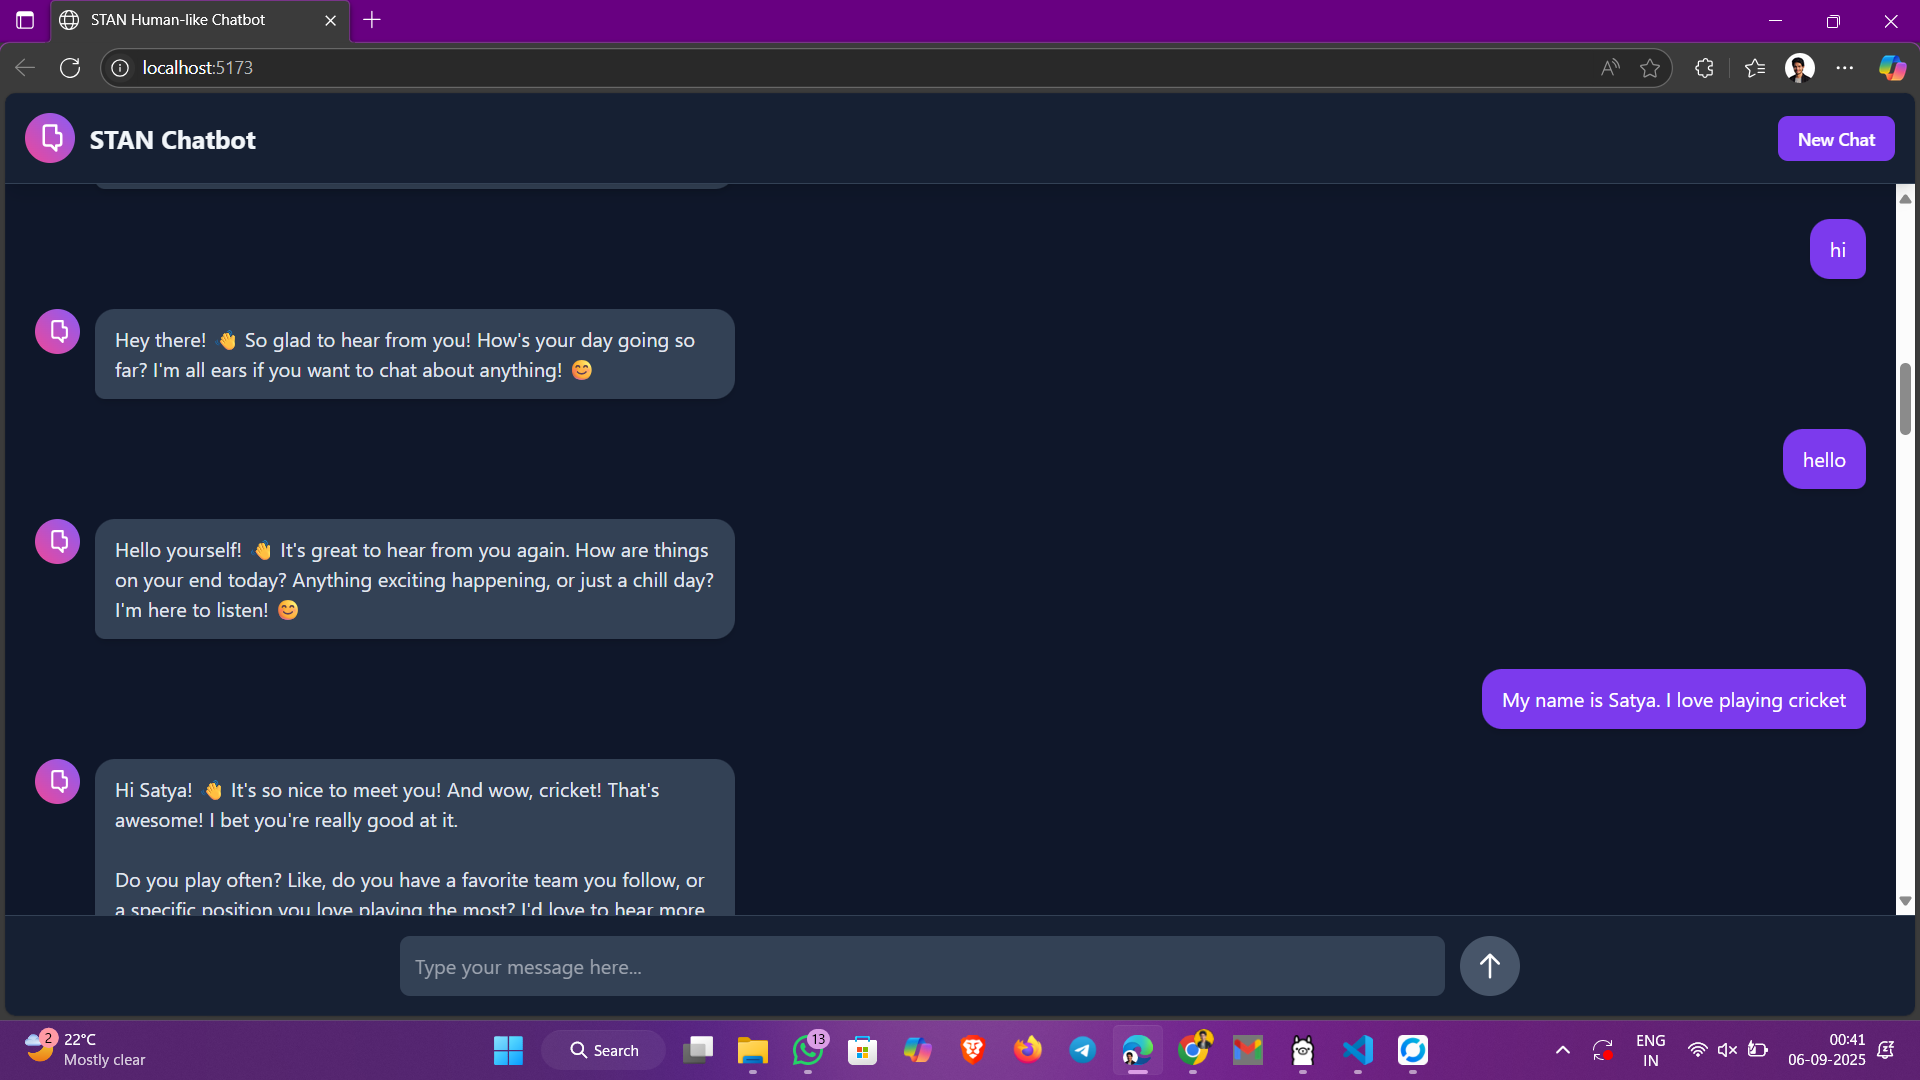 STAN Human-like Chatbot
localhost:5173
STAN Chatbot
New Chat
hi
Hey there! 👋 So glad to hear from you! How's your day going so
far? I'm all ears if you want to chat about anything! 😊
hello
Hello yourself! 👋 It's great to hear from you again. How are things
on your end today? Anything exciting happening, or just a chill day?
I'm here to listen! 😊
My name is Satya. I love playing cricket
Hi Satya! 👋 It's so nice to meet you! And wow, cricket! That's
awesome! I bet you're really good at it.
Do you play often? Like, do you have a favorite team you follow, or
a specific position you love playing the most? I'd love to hear more
Type your message here...
2
22°C
Mostly clear
Search
13
ENG
IN
00:41
06-09-2025